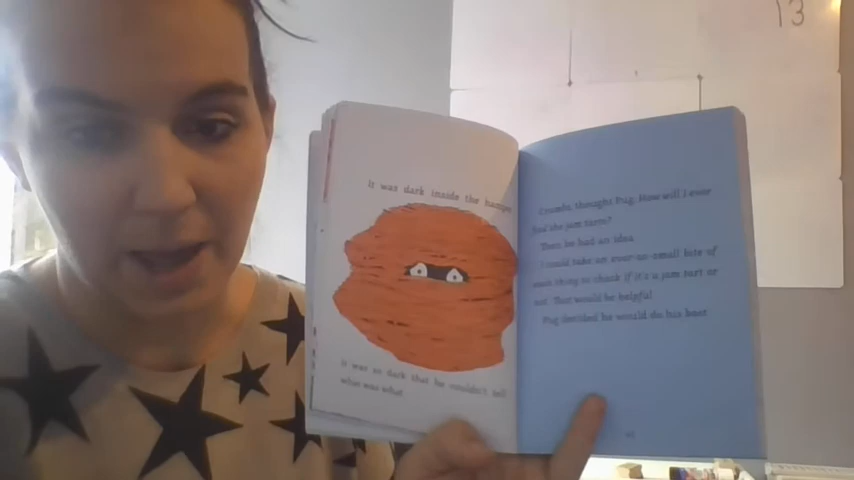 13
It was dark inside the hamper
It was so dark that he couldn't tell
what was what
Crumbs, thought Pug. How will I ever
find the jam tarts?
Then he had an idea.
I could take an ever-so-small bite of
each thing to check if it's a jam tart or
not. That would be helpful!
Pug decided he would do his best